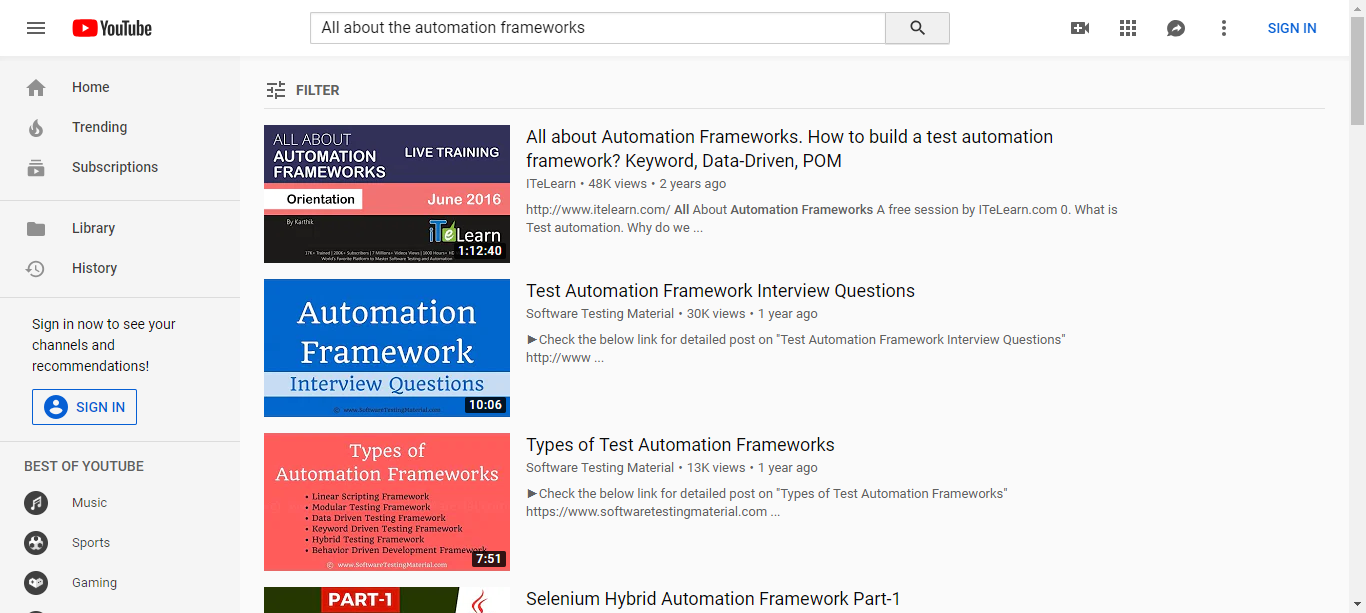 YouTube
All about the automation frameworks
SIGN IN
Home
Trending
Subscriptions
Library
History
Sign in now to see your
channels and
recommendations!
SIGN IN
BEST OF YOUTUBE
Music
Sports
Gaming
FILTER
ALL ABOUT
AUTOMATION
FRAMEWORKS
LIVE TRAINING
Orientation
June 2016
By Karthik
iTeLearn
World's Favorite Platform to Master Software Testing and Automation
1:12:40
All about Automation Frameworks. How to build a test automation
framework? Keyword, Data-Driven, POM
ITeLearn • 48K views • 2 years ago
http://www.itelearn.com/ All About Automation Frameworks A free session by ITeLearn.com 0. What is
Test automation. Why do we ...
Automation
Framework
Interview Questions
© www.SoftwareTestingMaterial.com
10:06
Test Automation Framework Interview Questions
Software Testing Material • 30K views • 1 year ago
►Check the below link for detailed post on "Test Automation Framework Interview Questions"
http://www ...
Types of
Automation Frameworks
• Linear Scripting Framework
• Modular Testing Framework
• Data Driven Testing Framework
• Keyword Driven Testing Framework
• Hybrid Testing Framework
• Behavior Driven Development Framework
© www.SoftwareTestingMaterial.com
7:51
Types of Test Automation Frameworks
Software Testing Material • 13K views • 1 year ago
►Check the below link for detailed post on "Types of Test Automation Frameworks"
https://www.softwaretestingmaterial.com ...
PART-1
Selenium Hybrid Automation Framework Part-1